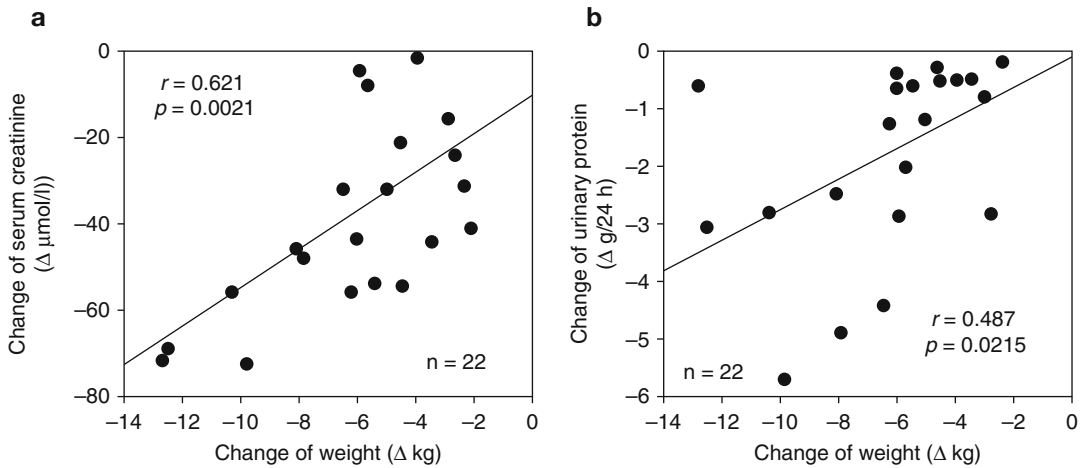 a
r = 0.621
p = 0.0021
n = 22
0
–20
–40
–60
–80
–14
–12
–10
–8
–6
–4
–2
0
Change of serum creatinine
(Δ μmol/l))
Change of weight (Δ kg)
b
r = 0.487
p = 0.0215
n = 22
0
–1
–2
–3
–4
–5
–6
–14
–12
–10
–8
–6
–4
–2
0
Change of urinary protein
(Δ g/24 h)
Change of weight (Δ kg)